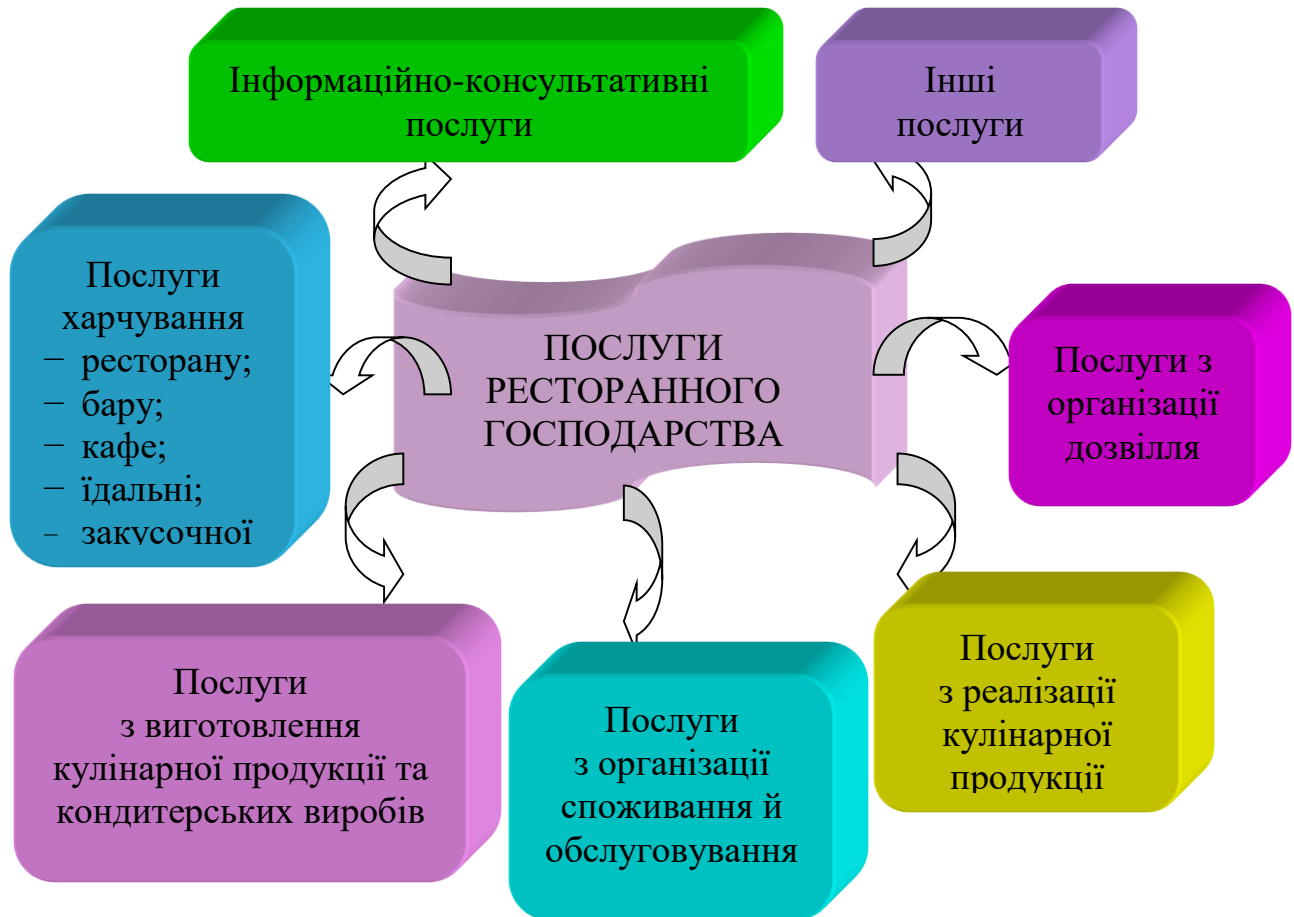 Інформаційно-консультативні
послуги
Інші
послуги
Послуги
харчування
− ресторану;
− бару;
− кафе;
− їдальні;
- закусочної
ПОСЛУГИ
РЕСТОРАННОГО
ГОСПОДАРСТВА
Послуги з
організації
дозвілля
Послуги
з виготовлення
кулінарної продукції та
кондитерських виробів
Послуги
з організації
споживання й
обслуговування
Послуги
з реалізації
кулінарної
продукції